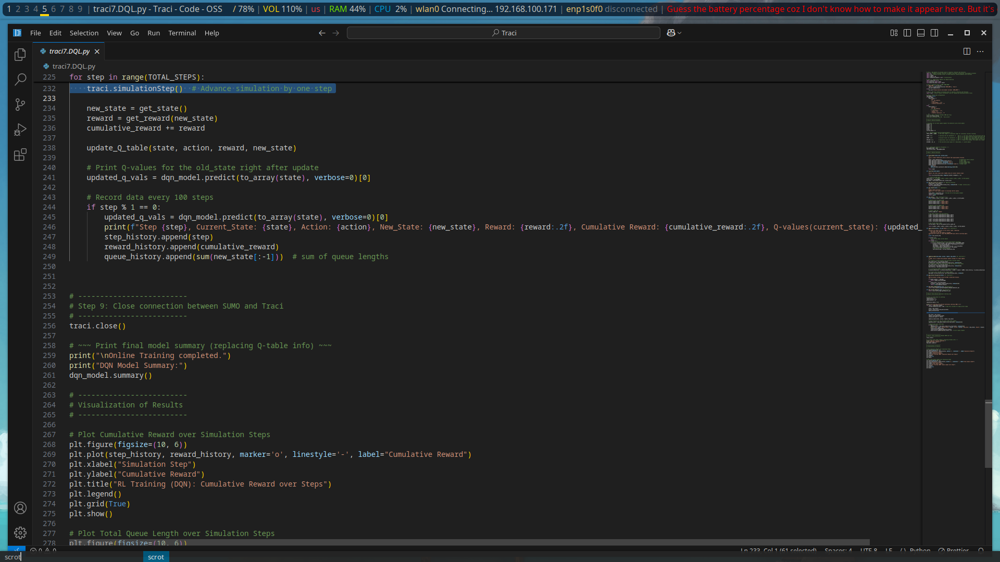 1 2 3 4 5 6 7 8 9 | traci7.DQL.py - Traci - Code - OSS / 78% | VOL 110% | us | RAM 44% | CPU 2% | wlan0 Connecting... 192.168.100.171 | enp1s0f0 disconnected | Guess the battery percentage coz I don't know how to make it appear here. But it's
File Edit Selection View Go Run Terminal Help Traci
traci7.DQL.py
traci7.DQL.py
225 for step in range(TOTAL_STEPS):
232     traci.simulationStep()  # Advance simulation by one step
233
234     new_state = get_state()
235     reward = get_reward(new_state)
236     cumulative_reward += reward
237
238     update_Q_table(state, action, reward, new_state)
239
240     # Print Q-values for the old_state right after update
241     updated_q_vals = dqn_model.predict(to_array(state), verbose=0)[0]
242
243     # Record data every 100 steps
244     if step % 1 == 0:
245         updated_q_vals = dqn_model.predict(to_array(state), verbose=0)[0]
246         print(f"Step {step}, Current_State: {state}, Action: {action}, New_State: {new_state}, Reward: {reward:.2f}, Cumulative Reward: {cumulative_reward:.2f}, Q-values(current_state): {updated_
247         step_history.append(step)
248         reward_history.append(cumulative_reward)
249         queue_history.append(sum(new_state[:-1]))  # sum of queue lengths
250
251
252
253 # -------------------------
254 # Step 9: Close connection between SUMO and Traci
255 # -------------------------
256 traci.close()
257
258 # ~~~ Print final model summary (replacing Q-table info) ~~~
259 print("\nOnline Training completed.")
260 print("DQN Model Summary:")
261 dqn_model.summary()
262
263 # -------------------------
264 # Visualization of Results
265 # -------------------------
266
267 # Plot Cumulative Reward over Simulation Steps
268 plt.figure(figsize=(10, 6))
269 plt.plot(step_history, reward_history, marker='o', linestyle='-', label="Cumulative Reward")
270 plt.xlabel("Simulation Step")
271 plt.ylabel("Cumulative Reward")
272 plt.title("RL Training (DQN): Cumulative Reward over Steps")
273 plt.legend()
274 plt.grid(True)
275 plt.show()
276
277 # Plot Total Queue Length over Simulation Steps
278 plt.figure(figsize=(10, 6))
0 0 Ln 233, Col 1 (61 selected) Spaces: 4 UTF-8 LF { } Python Prettier
scrot scrot